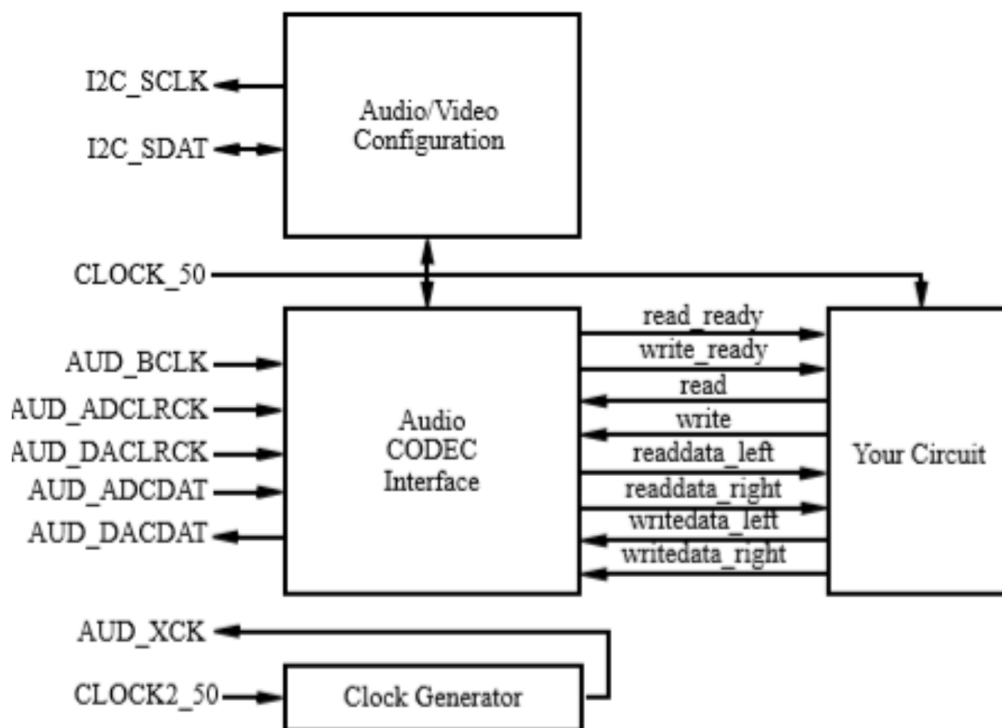 I2C_SCLK
Audio/Video
Configuration
I2C_SDAT
CLOCK_50
read_ready
write_ready
AUD_BCLK
read
AUD_ADCLRCK
write
Audio
CODEC
Interface
AUD_DACLRCK
readdata_left
Your Circuit
AUD_ADCDAT
readdata_right
AUD_DACDAT
writedata_left
writedata_right
AUD_XCK
CLOCK2_50
Clock Generator